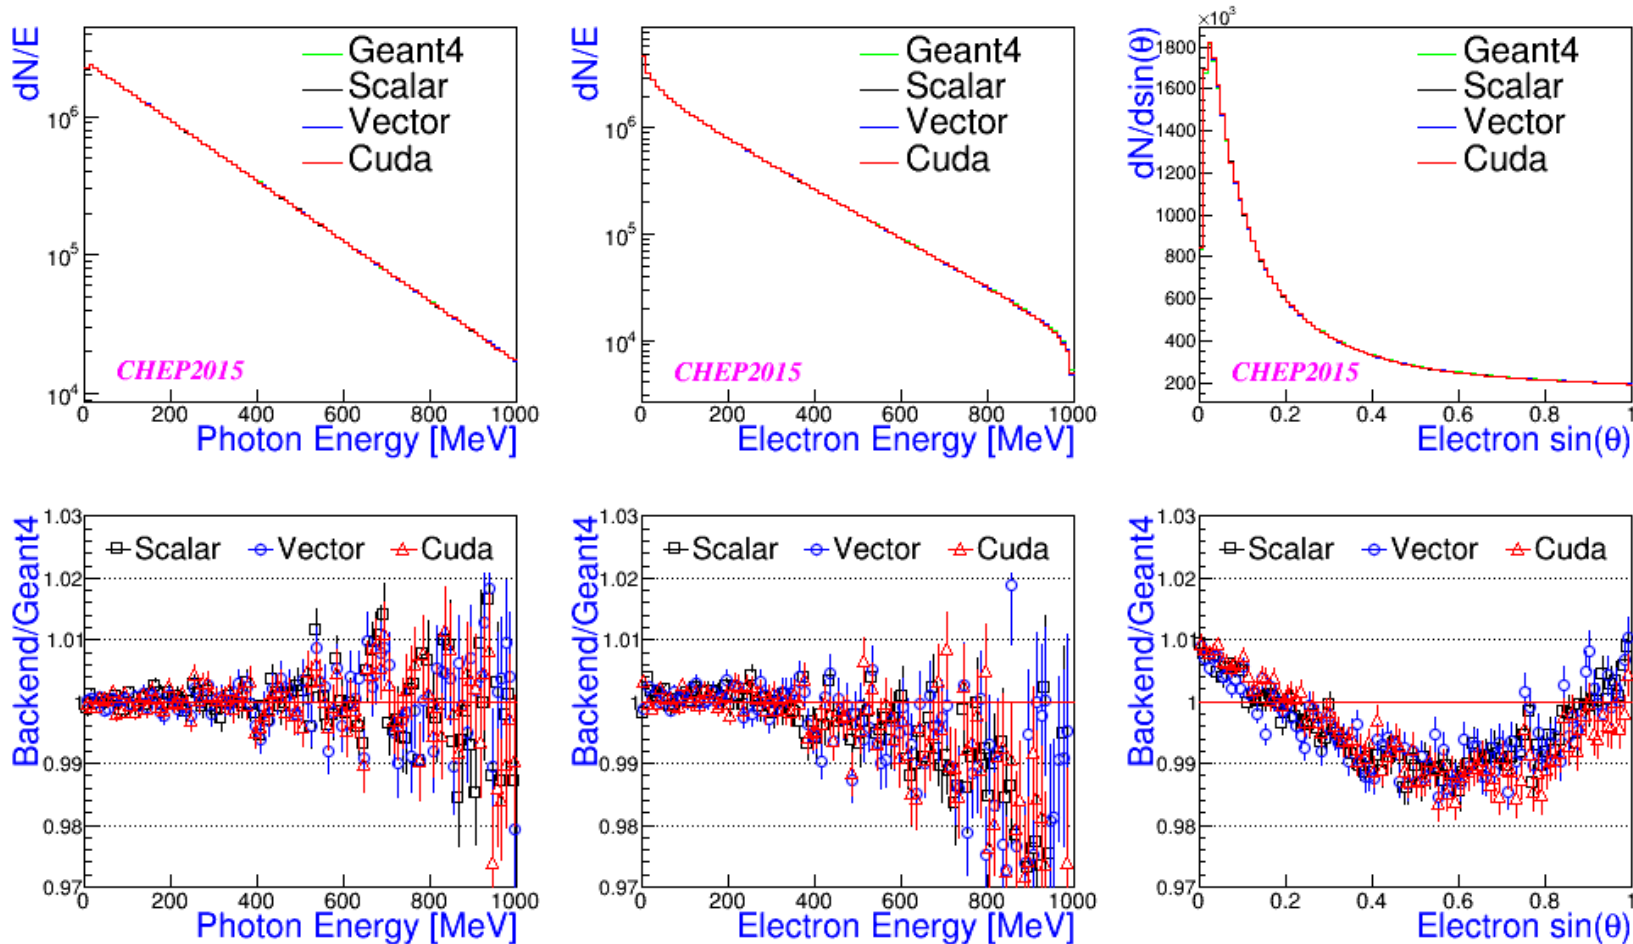 dN/E
Geant4
Scalar
Vector
Cuda
10⁶
10⁵
10⁴
CHEP2015
0 200 400 600 800 1000
Photon Energy [MeV]
dN/E
Geant4
Scalar
Vector
Cuda
10⁶
10⁵
10⁴
CHEP2015
0 200 400 600 800 1000
Electron Energy [MeV]
×10³
dN/dsin(θ)
Geant4
Scalar
Vector
Cuda
1800
1600
1400
1200
1000
800
600
400
200
CHEP2015
0 0.2 0.4 0.6 0.8 1
Electron sin(θ)
Backend/Geant4
Scalar Vector Cuda
1.03
1.02
1.01
1
0.99
0.98
0.97
0 200 400 600 800 1000
Photon Energy [MeV]
Backend/Geant4
Scalar Vector Cuda
1.03
1.02
1.01
1
0.99
0.98
0.97
0 200 400 600 800 1000
Electron Energy [MeV]
Backend/Geant4
Scalar Vector Cuda
1.03
1.02
1.01
1
0.99
0.98
0.97
0 0.2 0.4 0.6 0.8 1
Electron sin(θ)